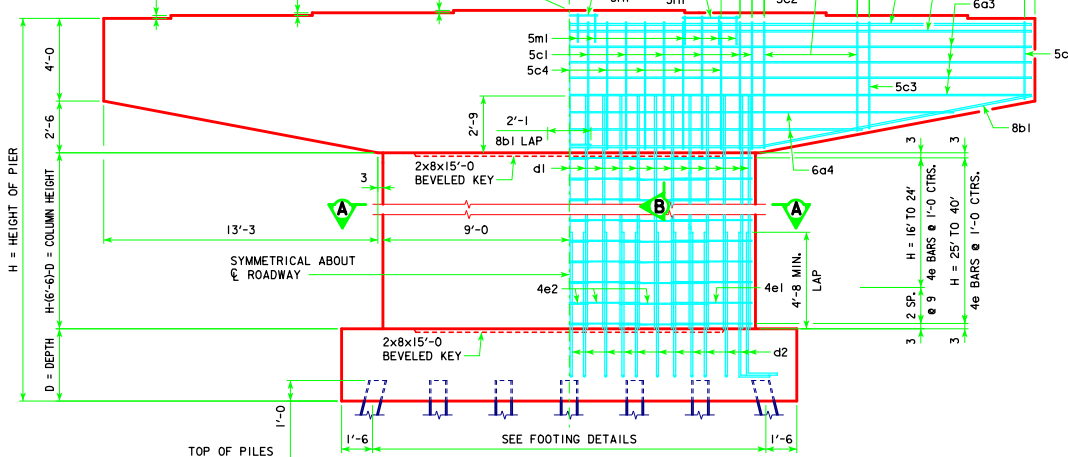 5c2
6a3
5m1
5c1
5c4
5c
5c3
8b1
6a4
4'-0
2'-6
2'-9
2'-1
8b1 LAP
H = HEIGHT OF PIER
H-(6'-6)-D = COLUMN HEIGHT
D = DEPTH
2x8x15'-0
BEVELED KEY
d1
3
A
B
A
13'-3
9'-0
SYMMETRICAL ABOUT
℄ ROADWAY
4e2
4e1
4'-8 MIN.
LAP
3
H = 16' TO 24'
4e BARS @ 1'-0 CTRS.
2 SP.
@ 9
3
3
H = 25' TO 40'
4e BARS @ 1'-0 CTRS.
3
2x8x15'-0
BEVELED KEY
d2
1'-0
1'-6
SEE FOOTING DETAILS
1'-6
TOP OF PILES